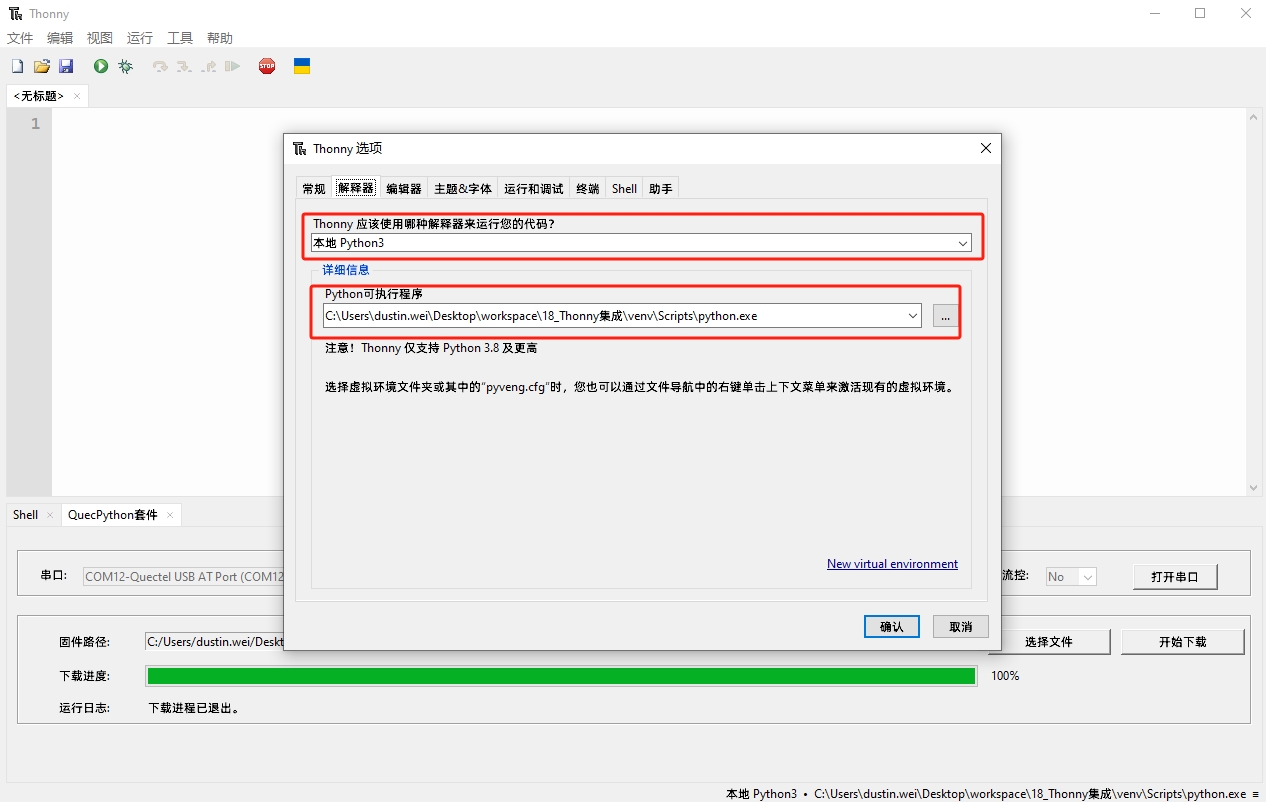 Thonny
文件 编辑 视图 运行 工具 帮助
STOP
<无标题> ×
1
Thonny 选项
常规 解释器 编辑器 主题&字体 运行和调试 终端 Shell 助手
Thonny 应该使用哪种解释器来运行您的代码?
本地 Python3
详细信息
Python可执行程序
C:\Users\dustin.wei\Desktop\workspace\18_Thonny集成\venv\Scripts\python.exe
...
注意！Thonny 仅支持 Python 3.8 及更高
选择虚拟环境文件夹或其中的"pyveng.cfg"时，您也可以通过文件导航中的右键单击上下文菜单来激活现有的虚拟环境。
New virtual environment
确认 取消
Shell × QuecPython套件 ×
串口: COM12-Quectel USB AT Port (COM12 流控: No 打开串口
固件路径: C:/Users/dustin.wei/Deskt 选择文件 开始下载
下载进度: 100%
运行日志: 下载进程已退出。
本地 Python3 • C:\Users\dustin.wei\Desktop\workspace\18_Thonny集成\venv\Scripts\python.exe ≡